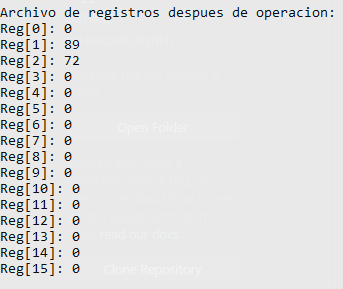 Archivo de registros despues de operacion:
Reg[0]: 0
Reg[1]: 89
Reg[2]: 72
Reg[3]: 0
Reg[4]: 0
Reg[5]: 0
Reg[6]: 0
Open Folder
Reg[7]: 0
Reg[8]: 0
Reg[9]: 0
Reg[10]: 0
Reg[11]: 0
Reg[12]: 0
Reg[13]: 0
read our docs
Reg[14]: 0
Reg[15]: 0
Clone Repository